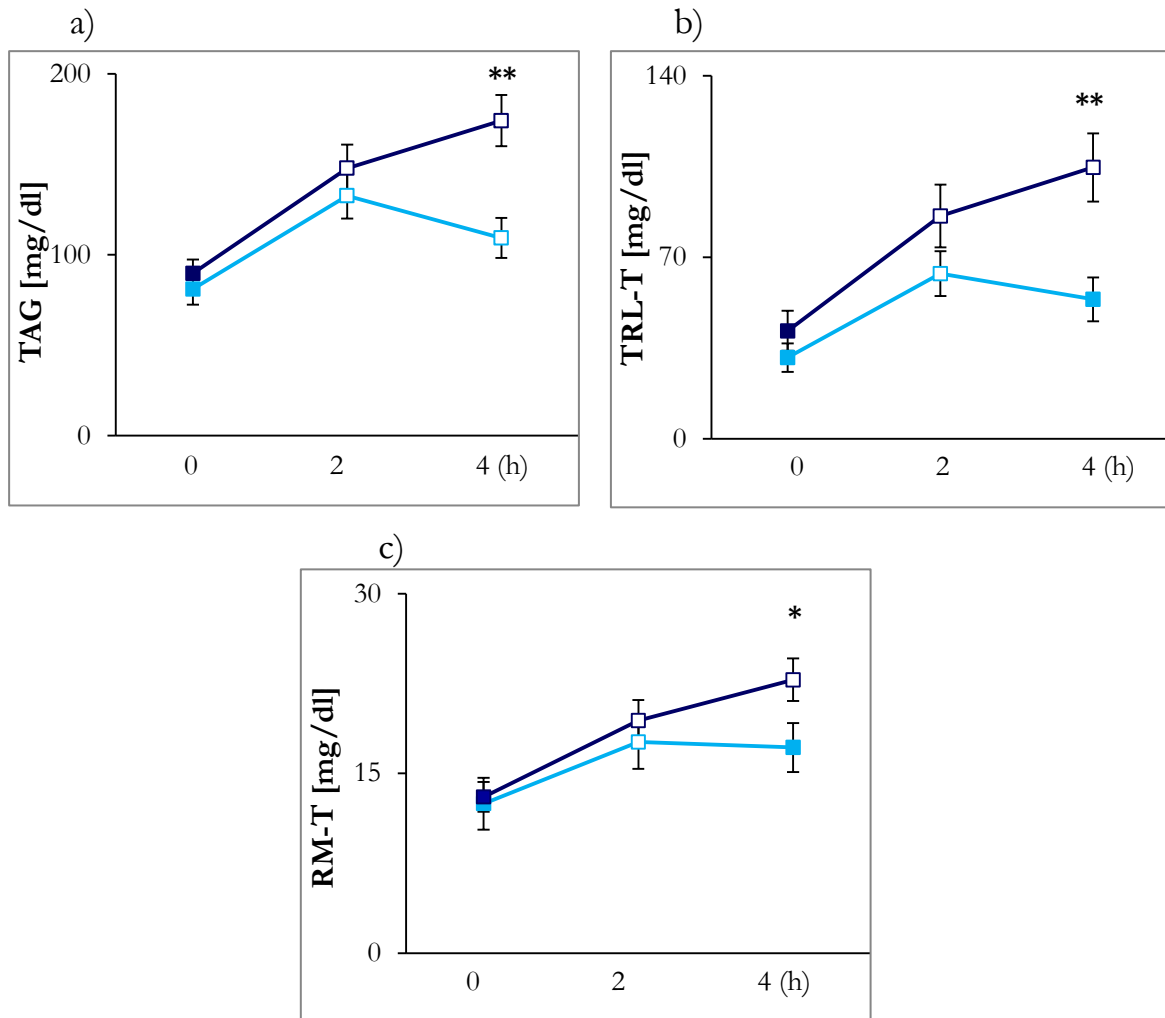 a)
200
**
TAG [mg/dl]
100
0
0 2 4 (h)
b)
140
**
TRL-T [mg/dl]
70
0
0 2 4 (h)
c)
30
*
RM-T [mg/dl]
15
0
0 2 4 (h)